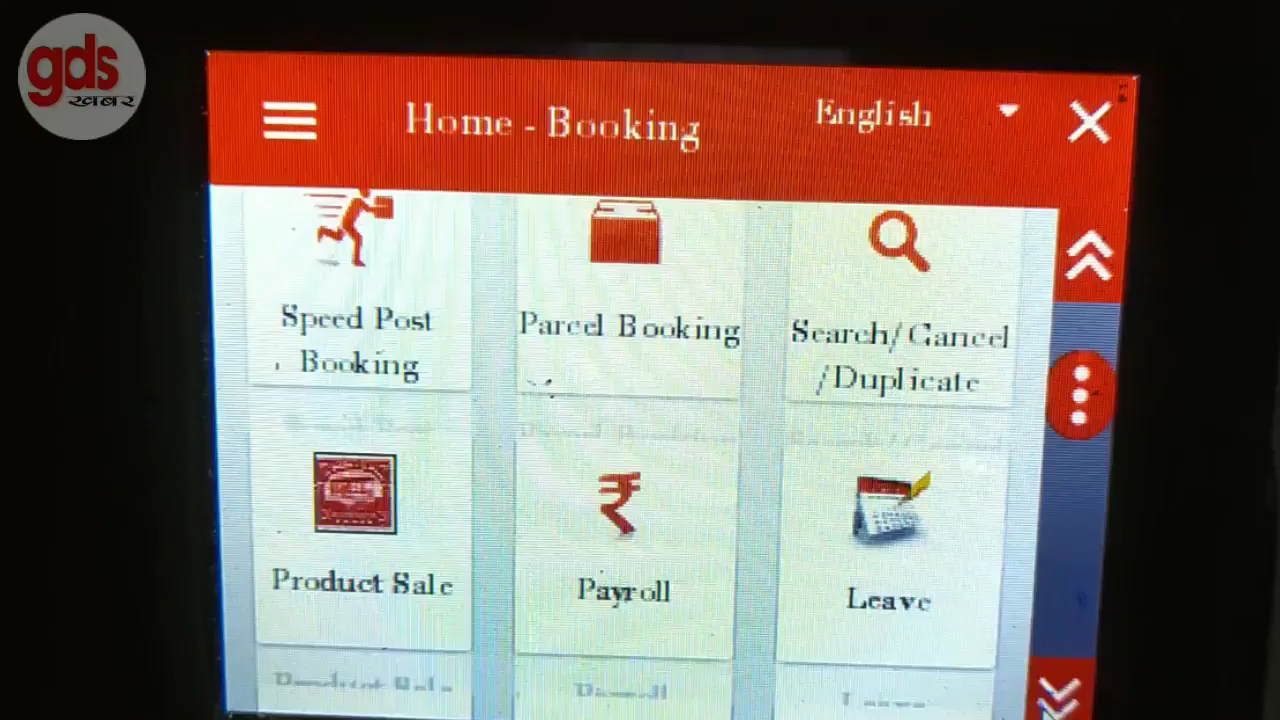 gds
खबर
Home - Booking
English
Speed Post
Booking
Parcel Booking
Search/Cancel
/Duplicate
₹
Product Sale
Payroll
Leave